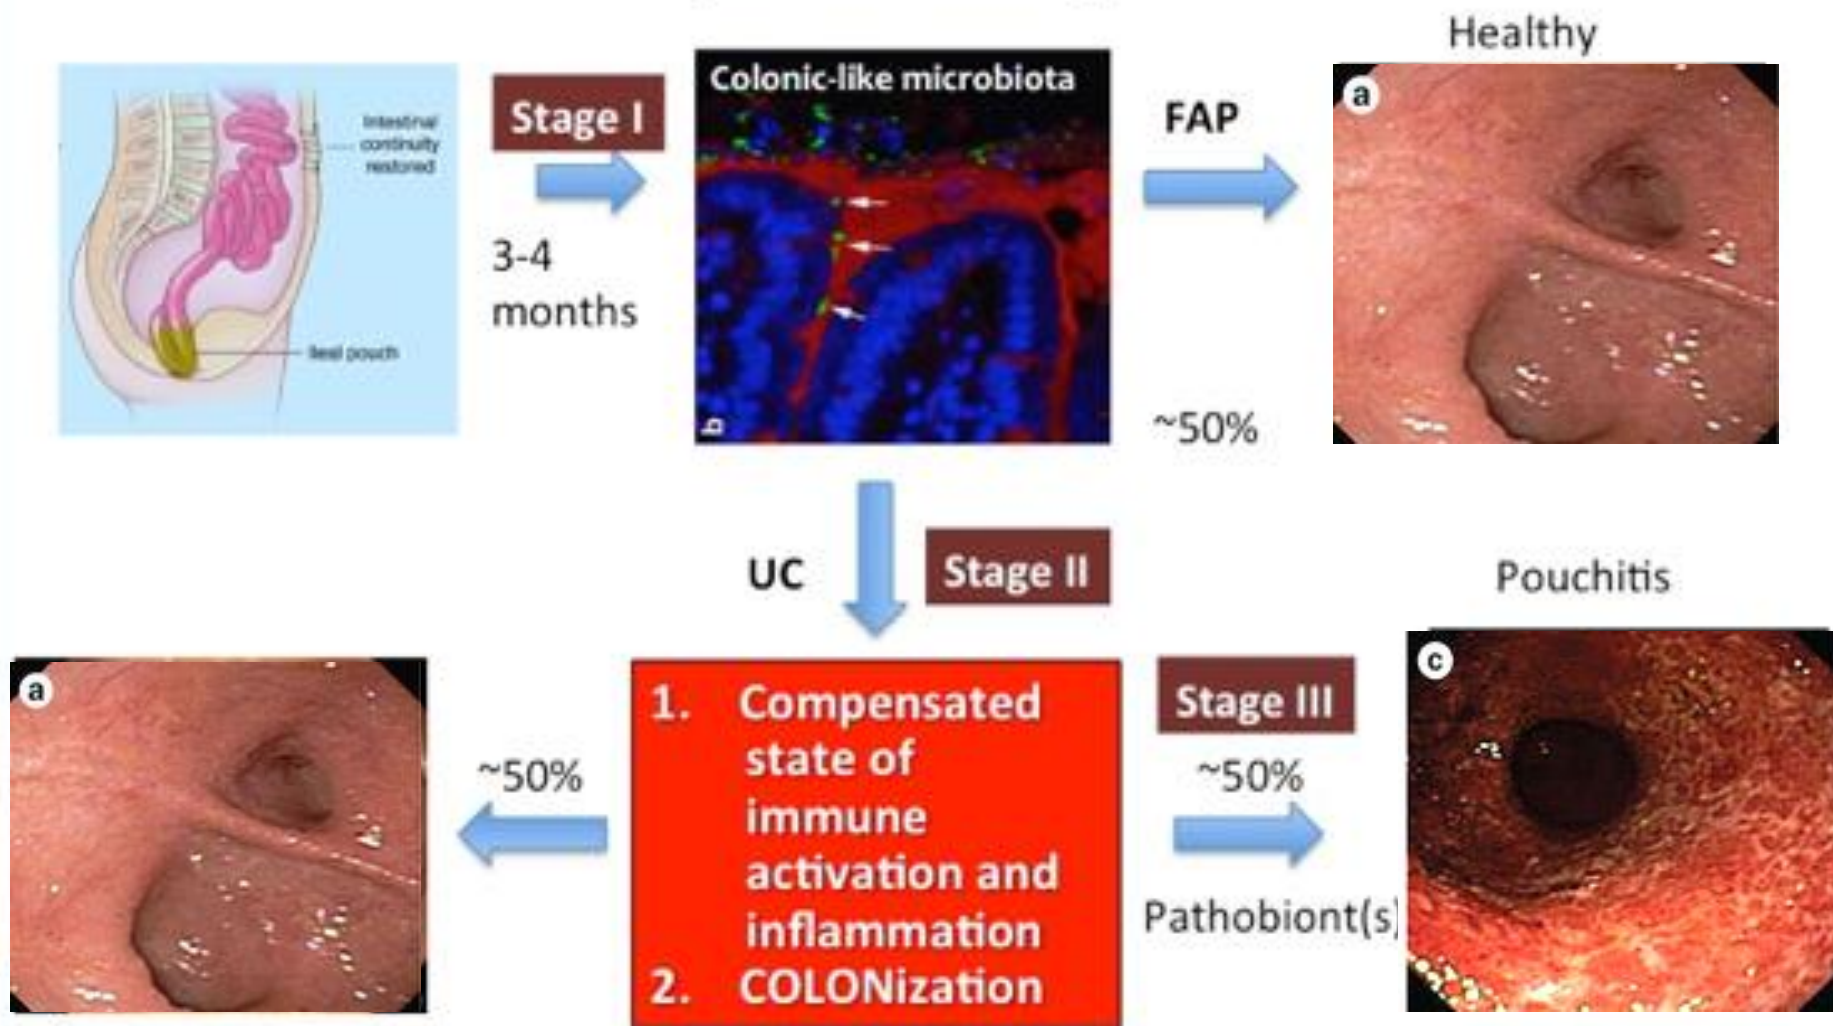 Healthy
Intestinal
continuity
restored
Ileal pouch
Stage I
3-4
months
Colonic-like microbiota
b
FAP
~50%
a
UC
Stage II
Pouchitis
a
~50%
1. Compensated
state of
immune
activation and
inflammation
2. COLONization
Stage III
~50%
Pathobiont(s)
c